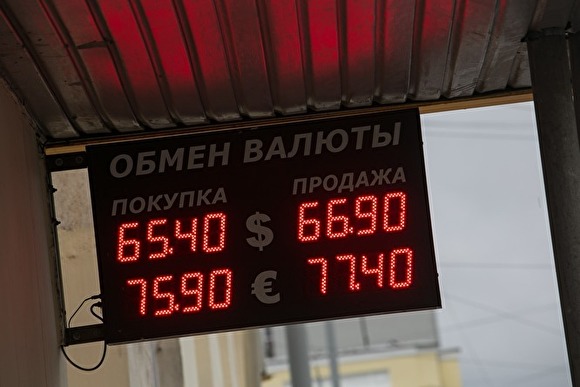 ОБМЕН ВАЛЮТЫ
ПОКУПКА ПРОДАЖА
65.40 $ 66.90
75.90 € 77.40